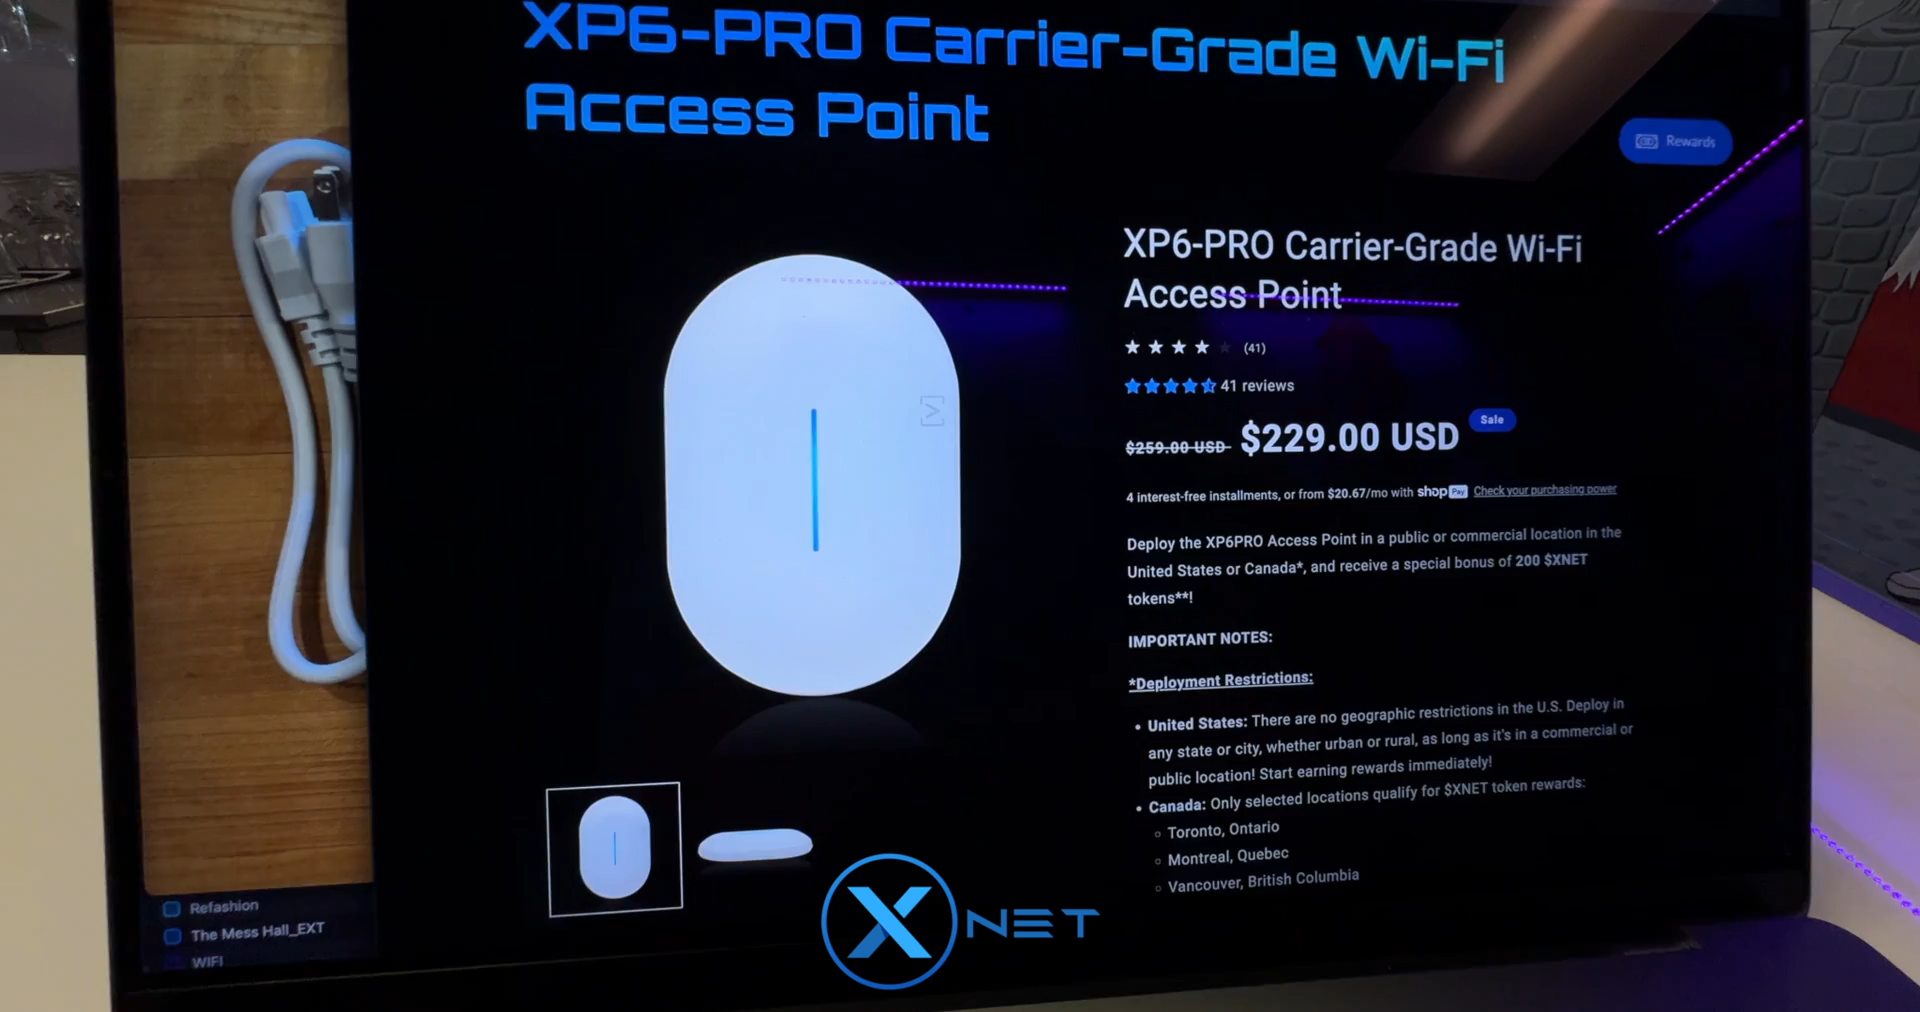 XP6-PRO Carrier-Grade Wi-Fi
Access Point
Rewards
XP6-PRO Carrier-Grade Wi-Fi
Access Point
(41)
41 reviews
$259.00 USD
$229.00 USD
Sale
4 interest-free installments, or from $20.67/mo with shop Pay Check your purchasing power
Deploy the XP6PRO Access Point in a public or commercial location in the
United States or Canada*, and receive a special bonus of 200 $XNET
tokens**!
IMPORTANT NOTES:
*Deployment Restrictions:
• United States: There are no geographic restrictions in the U.S. Deploy in
any state or city, whether urban or rural, as long as it's in a commercial or
public location! Start earning rewards immediately!
• Canada: Only selected locations qualify for $XNET token rewards:
Toronto, Ontario
Montreal, Quebec
Vancouver, British Columbia
Refashion
The Mess Hall_EXT
WIFI
X NET